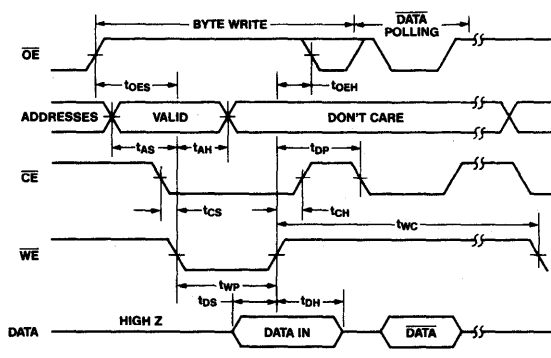 BYTE WRITE
DATA
POLLING
OE
tOES
tOEH
ADDRESSES
VALID
DON'T CARE
tAS
tAH
tDP
CE
tCS
tCH
tWC
WE
tWP
tDS
tDH
DATA
HIGH Z
DATA IN
DATA